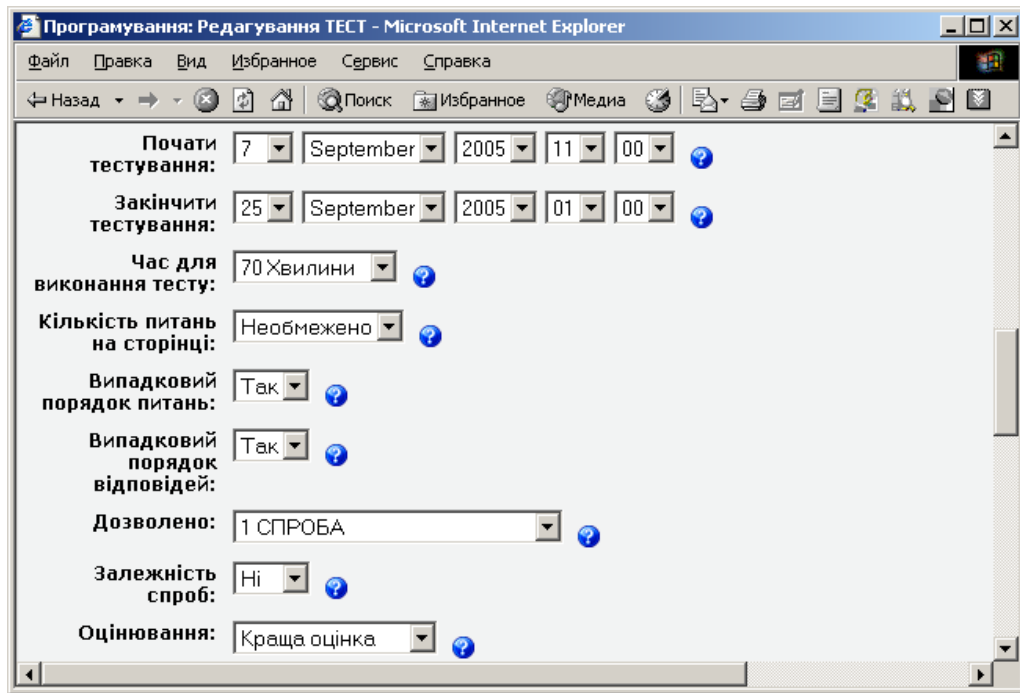 Програмування: Редагування ТЕСТ - Microsoft Internet Explorer
Файл Правка Вид Избранное Сервис Справка
Назад Поиск Избранное Медиа
Почати
тестування: 7 September 2005 11 00
Закінчити
тестування: 25 September 2005 01 00
Час для
виконання тесту: 70 Хвилини
Кількість питань
на сторінці: Необмежено
Випадковий
порядок питань: Так
Випадковий
порядок
відповідей: Так
Дозволено: 1 СПРОБА
Залежність
спроб: Ні
Оцінювання: Краща оцінка